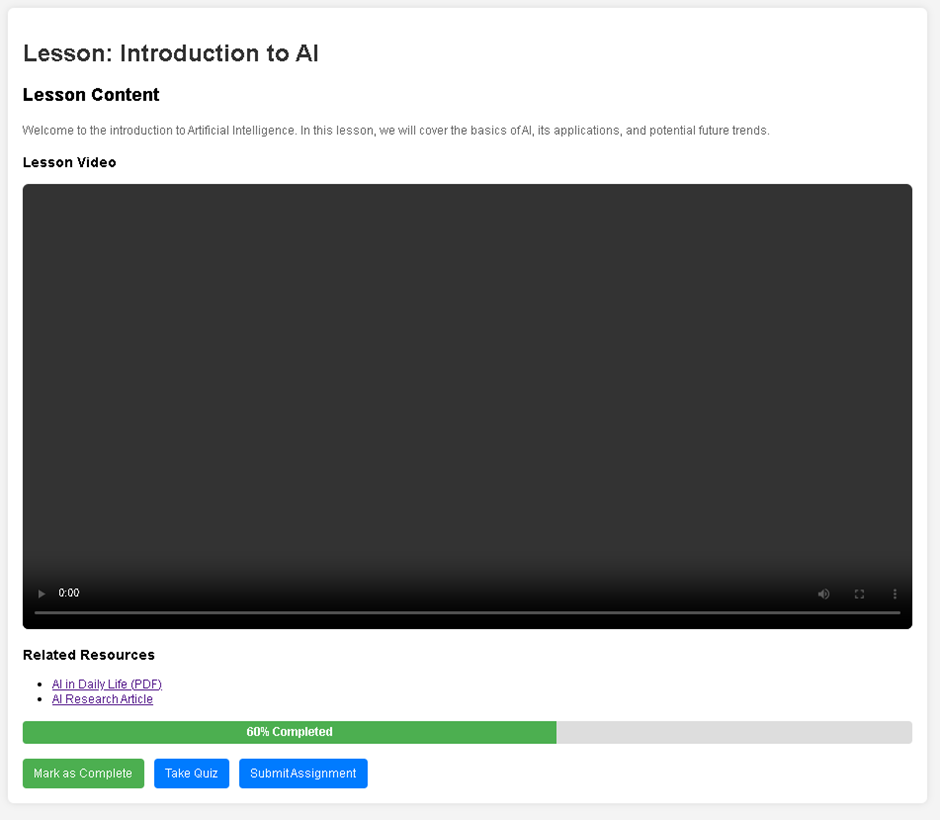 Lesson: Introduction to AI
Lesson Content
Welcome to the introduction to Artificial Intelligence. In this lesson, we will cover the basics of AI, its applications, and potential future trends.
Lesson Video
0:00
Related Resources
AI in Daily Life (PDF)
AI Research Article
60% Completed
Mark as Complete Take Quiz Submit Assignment